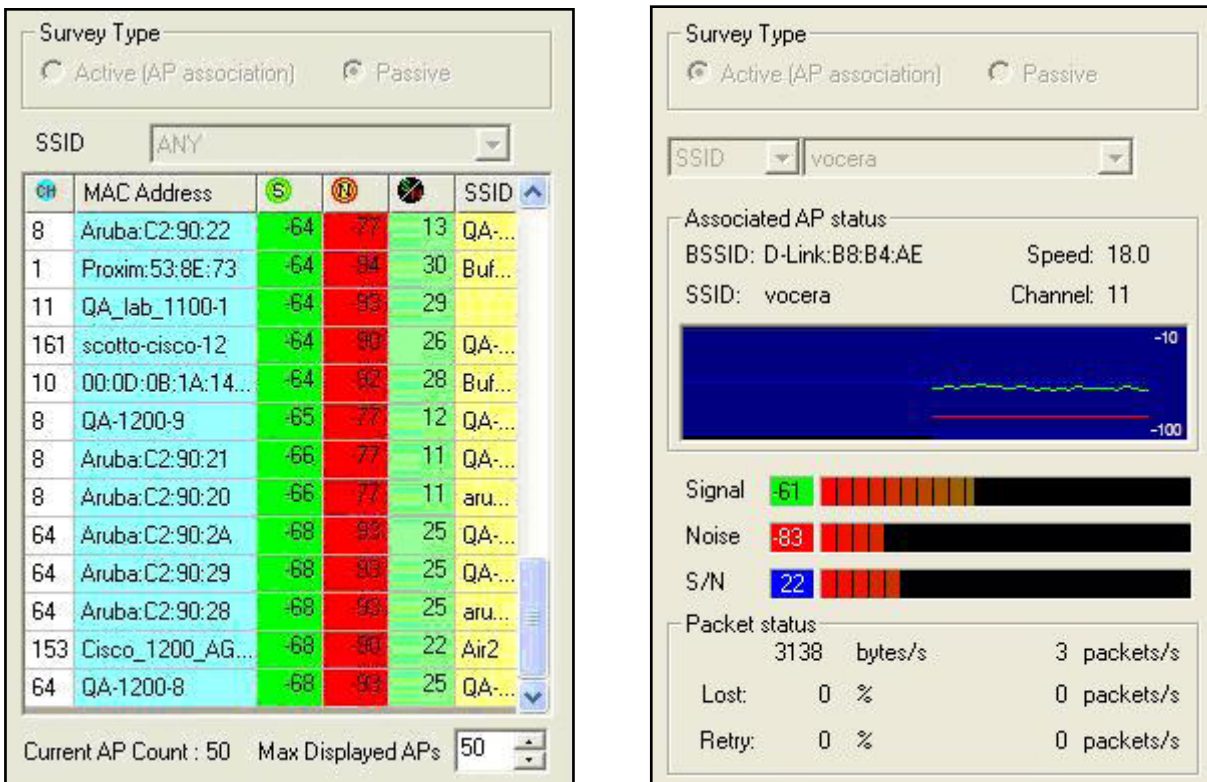 Survey Type
Active (AP association) Passive
SSID ANY
CH MAC Address S N SSID
8 Aruba:C2:90:22 -64 -77 13 QA-...
1 Proxim:53:8E:73 -64 -94 30 Buf...
11 QA_lab_1100-1 -64 -93 29
161 scotto-cisco-12 -64 -90 26 QA-...
10 00:0D:0B:1A:14... -64 -92 28 Buf...
8 QA-1200-9 -65 -77 12 QA-...
8 Aruba:C2:90:21 -66 -77 11 QA-...
8 Aruba:C2:90:20 -66 -77 11 aru...
64 Aruba:C2:90:2A -68 -93 25 QA-...
64 Aruba:C2:90:29 -68 -93 25 QA-...
64 Aruba:C2:90:28 -68 -93 25 aru...
153 Cisco_1200_AG... -68 -90 22 Air2
64 QA-1200-8 -68 -93 25 QA-...
Current AP Count : 50 Max Displayed APs 50
Survey Type
Active (AP association) Passive
SSID vocera
Associated AP status
BSSID: D-Link:B8:B4:AE Speed: 18.0
SSID: vocera Channel: 11
-10
-100
Signal -61
Noise -83
S/N 22
Packet status
3138 bytes/s 3 packets/s
Lost: 0 % 0 packets/s
Retry: 0 % 0 packets/s